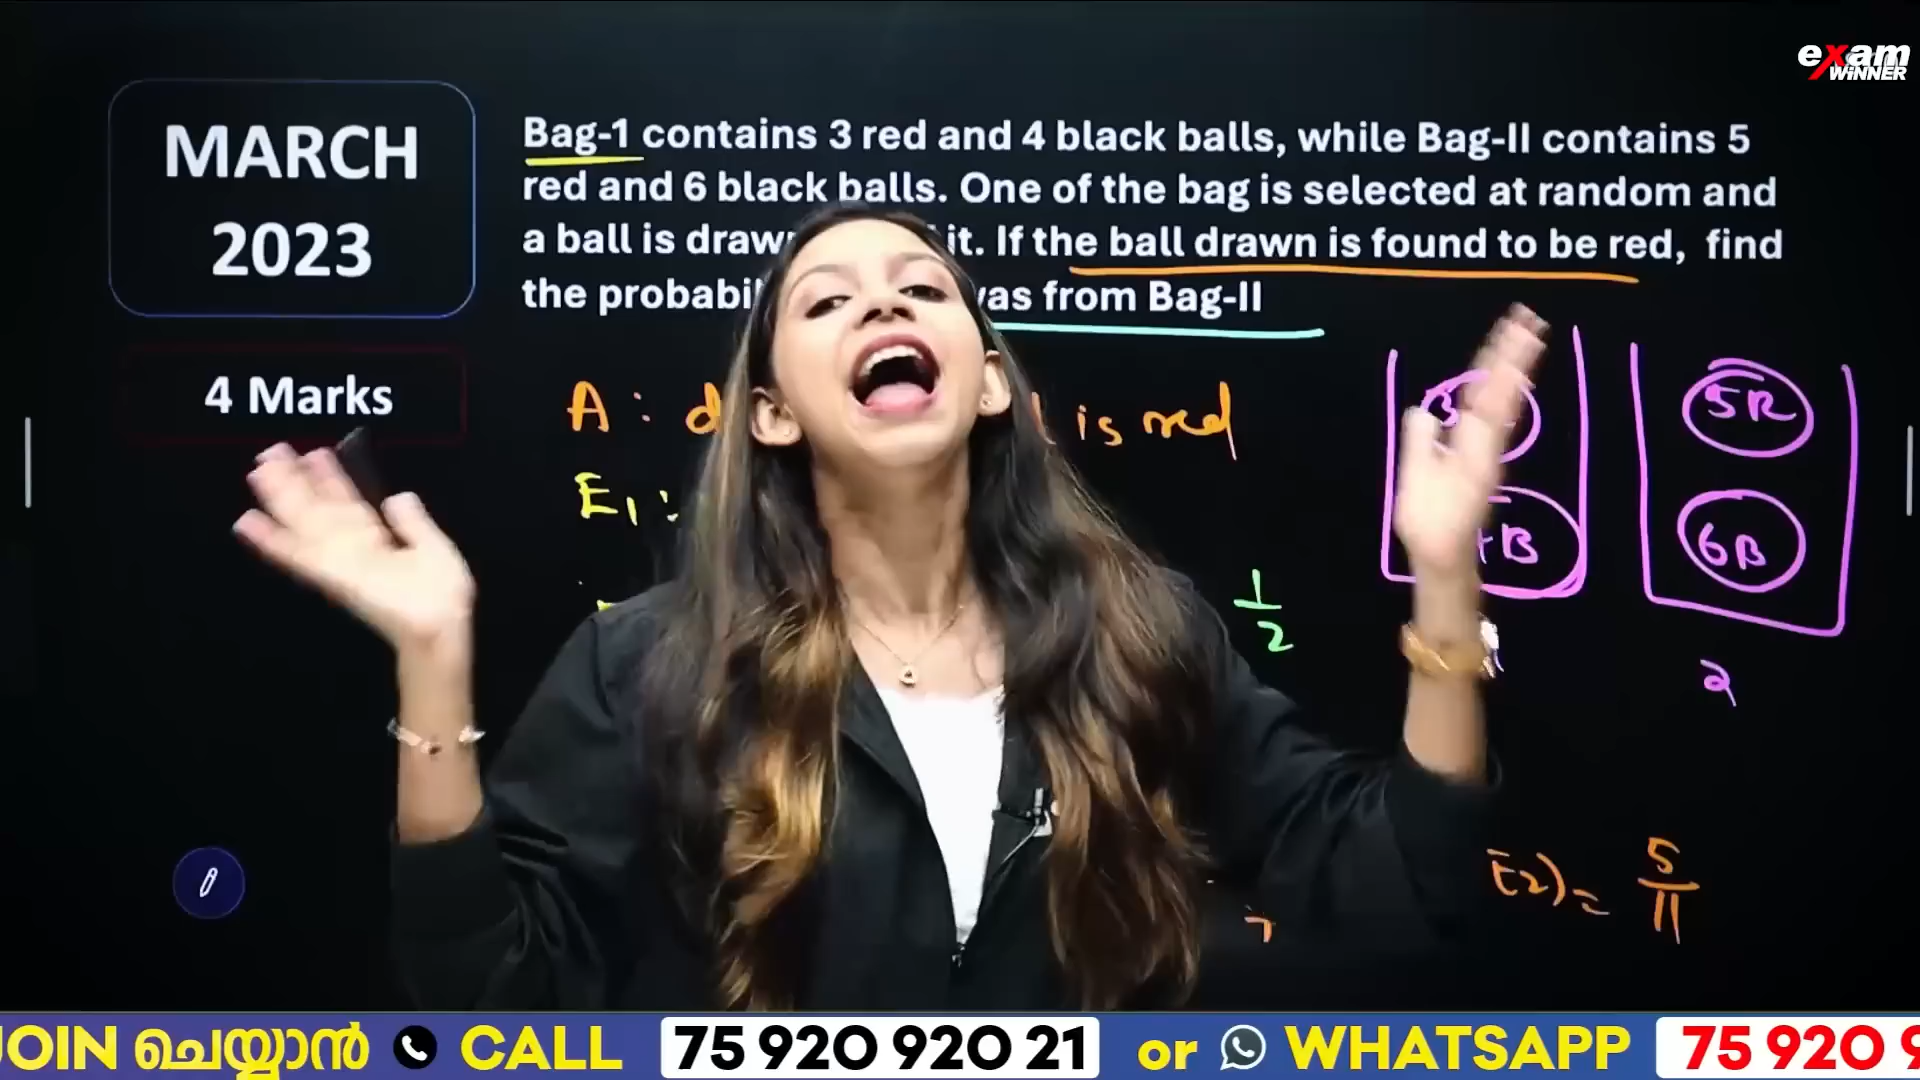 exam
WINNER
MARCH
2023
4 Marks
Bag-1 contains 3 red and 4 black balls, while Bag-II contains 5
red and 6 black balls. One of the bag is selected at random and
a ball is it. If the ball drawn is found to be red, find
the from Bag-II
A : is red
E1 :
1
2
5R
6B
2
E2) = 5
11
JOIN ചെയ്യാൻ CALL 75 920 920 21 or WHATSAPP 75 920